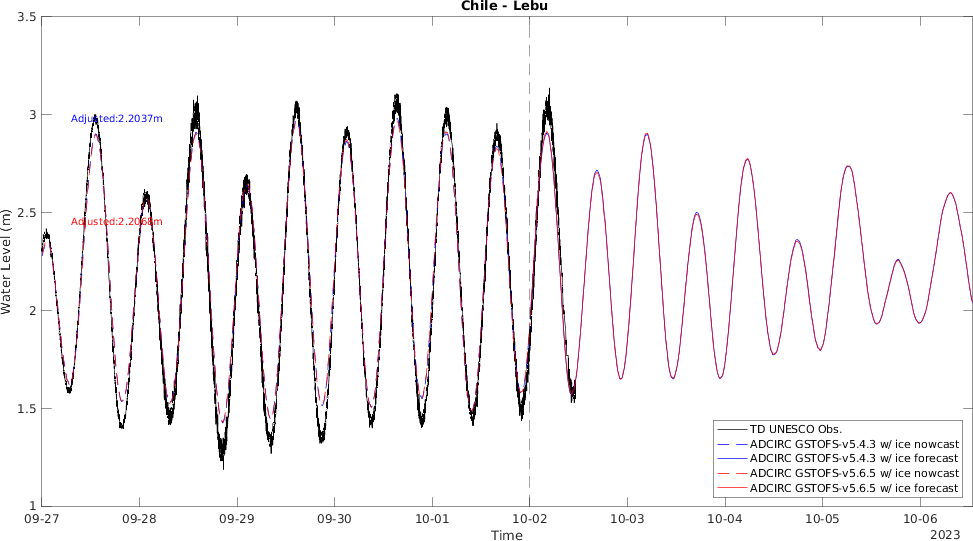 Chile - Lebu
3.5
3
2.5
2
1.5
1
Water Level (m)
Adjusted:2.2037m
Adjusted:2.2068m
09-27
09-28
09-29
09-30
10-01
10-02
10-03
10-04
10-05
10-06
Time
2023
TD UNESCO Obs.
ADCIRC GSTOFS-v5.4.3 w/ ice nowcast
ADCIRC GSTOFS-v5.4.3 w/ ice forecast
ADCIRC GSTOFS-v5.6.5 w/ ice nowcast
ADCIRC GSTOFS-v5.6.5 w/ ice forecast